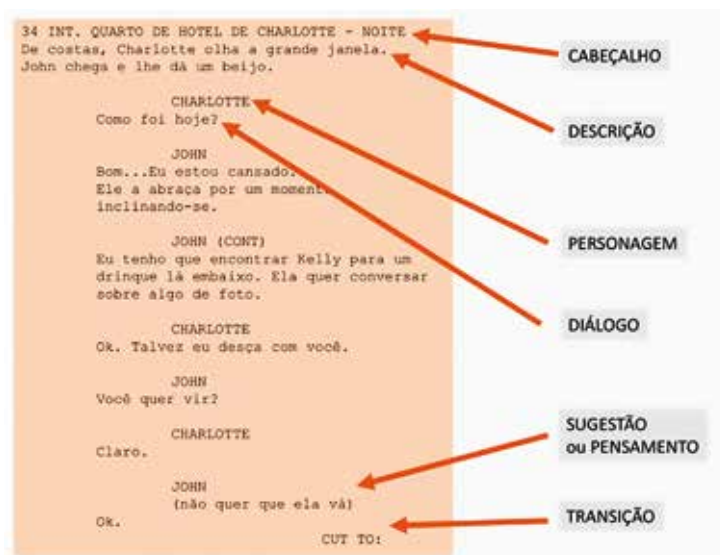 34 INT. QUARTO DE HOTEL DE CHARLOTTE - NOITE
De costas, Charlotte olha a grande janela.
John chega e lhe dá um beijo.
CHARLOTTE
Como foi hoje?
JOHN
Bom...Eu estou cansado.
Ele a abraça por um momento
inclinando-se.
JOHN (CONT)
Eu tenho que encontrar Kelly para um
drinque lá embaixo. Ela quer conversar
sobre algo de foto.
CHARLOTTE
Ok. Talvez eu desça com você.
JOHN
Você quer vir?
CHARLOTTE
Claro.
JOHN
(não quer que ela vá)
Ok.
CUT TO:
CABEÇALHO
DESCRIÇÃO
PERSONAGEM
DIÁLOGO
SUGESTÃO
ou PENSAMENTO
TRANSIÇÃO